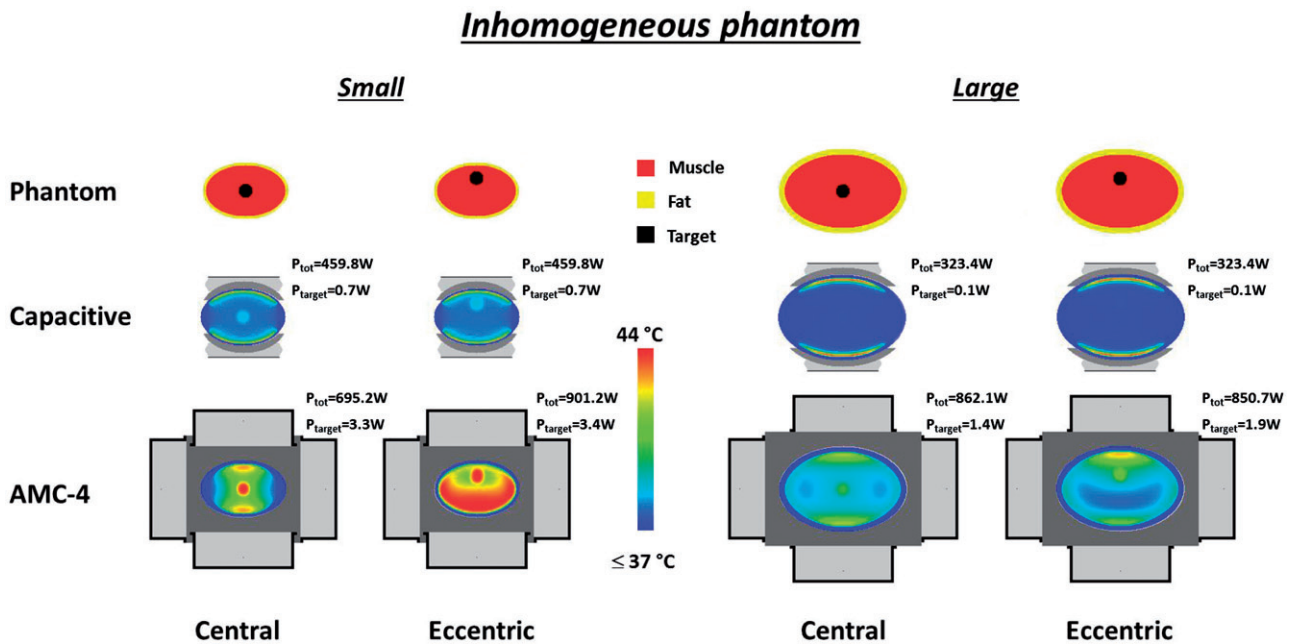 Inhomogeneous phantom
Small
Large
Phantom
Muscle
Fat
Target
Capacitive
Ptot=459.8W
Ptarget=0.7W
Ptot=459.8W
Ptarget=0.7W
Ptot=323.4W
Ptarget=0.1W
Ptot=323.4W
Ptarget=0.1W
44 °C
≤ 37 °C
AMC-4
Ptot=695.2W
Ptarget=3.3W
Ptot=901.2W
Ptarget=3.4W
Ptot=862.1W
Ptarget=1.4W
Ptot=850.7W
Ptarget=1.9W
Central
Eccentric
Central
Eccentric